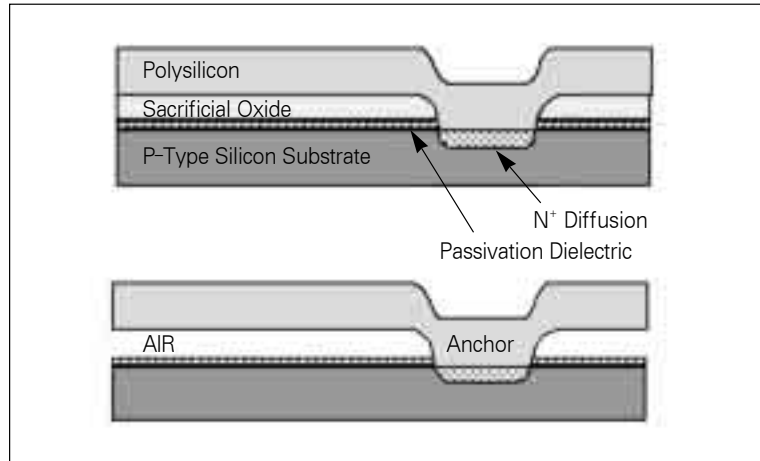 Polysilicon
Sacrificial Oxide
P-Type Silicon Substrate
N⁺ Diffusion
Passivation Dielectric
AIR
Anchor